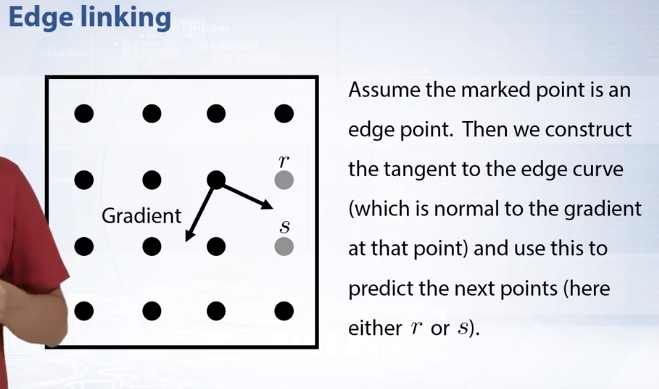 Edge linking
r
Gradient
s
Assume the marked point is an
edge point. Then we construct
the tangent to the edge curve
(which is normal to the gradient
at that point) and use this to
predict the next points (here
either r or s).